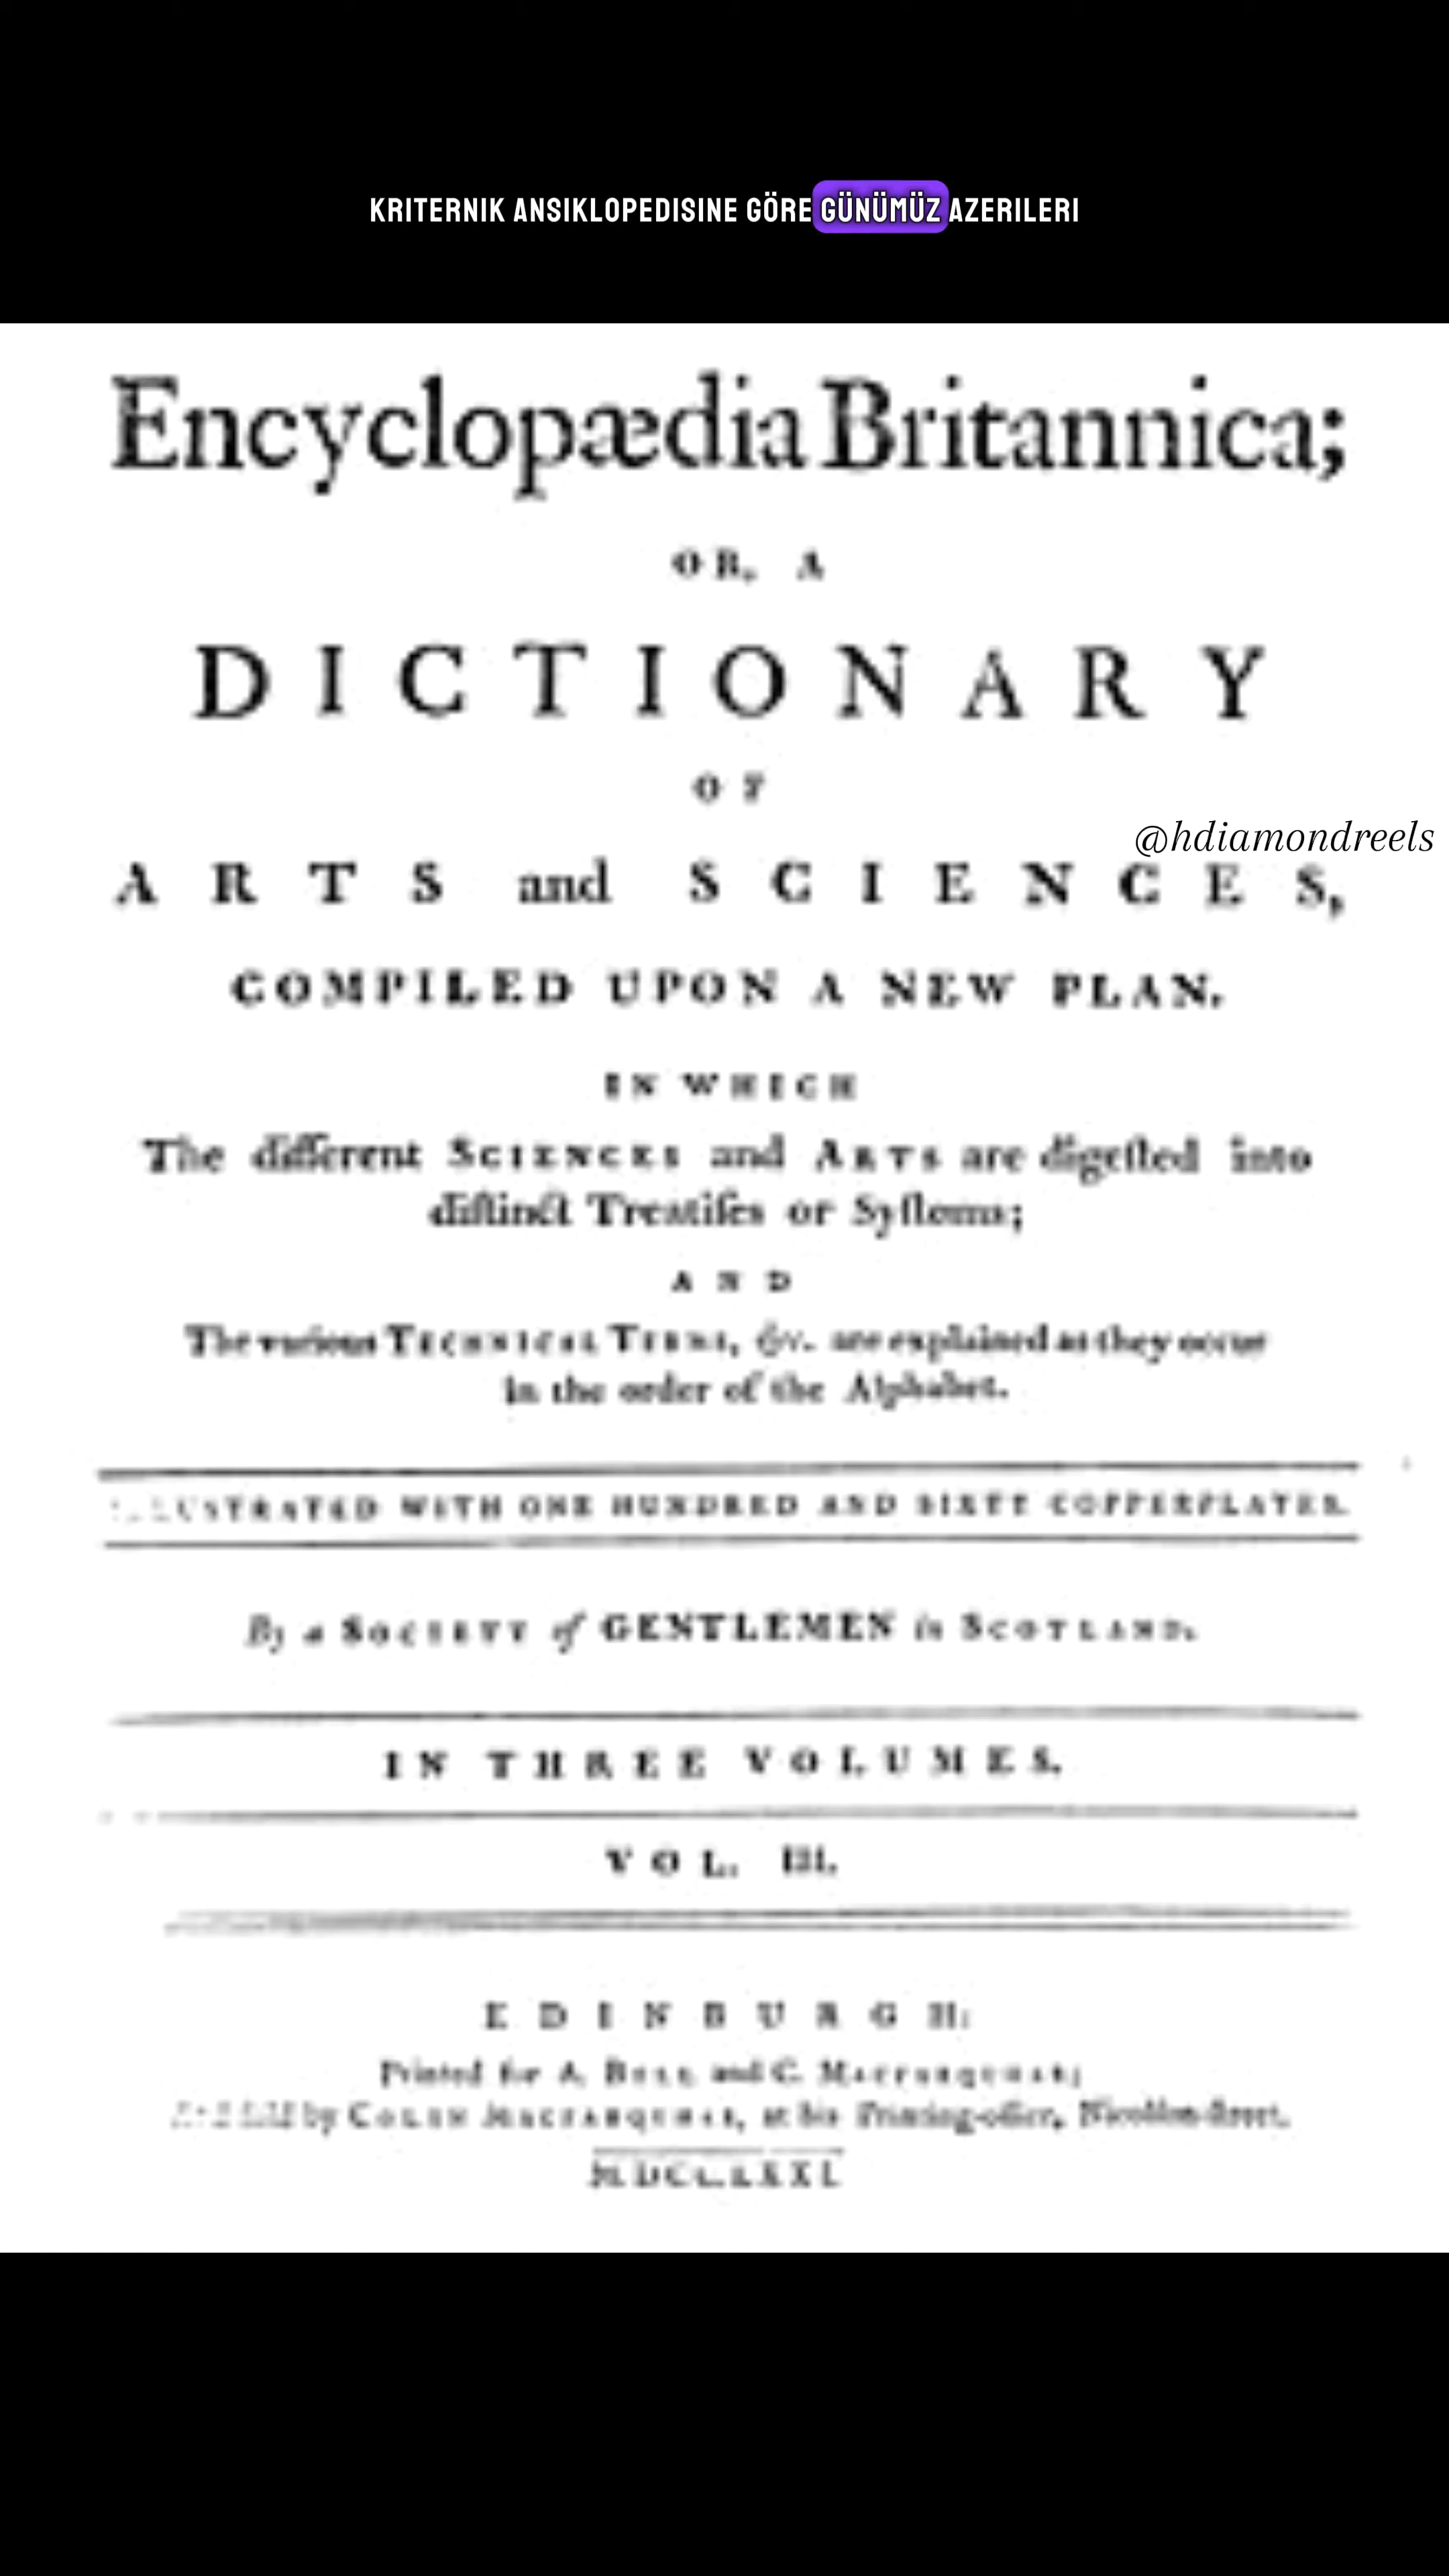 KRITERNIK ANSIKLOPEDISINE GÖRE GÜNÜMÜZ AZERILERI
Encyclopædia Britannica;
OR, A
DICTIONARY
OF
@hdiamondreels
ARTS and SCIENCES,
COMPILED UPON A NEW PLAN.
IN WHICH
The different SCIENCES and ARTS are digeſted into
diſtinct Treatiſes or Syſtems;
AND
The various TECHNICAL TERMS, &c. are explained as they occur
in the order of the Alphabet.
ILLUSTRATED WITH ONE HUNDRED AND SIXTY COPPERPLATES.
By a SOCIETY of GENTLEMEN in SCOTLAND.
IN THREE VOLUMES.
VOL. III.
EDINBURGH:
Printed for A. BELL and C. MACFARQUHAR;
by COLIN MACFARQUHAR, at his Printing-office, Nicolſon-ſtreet.
M.DCC.LXXI.